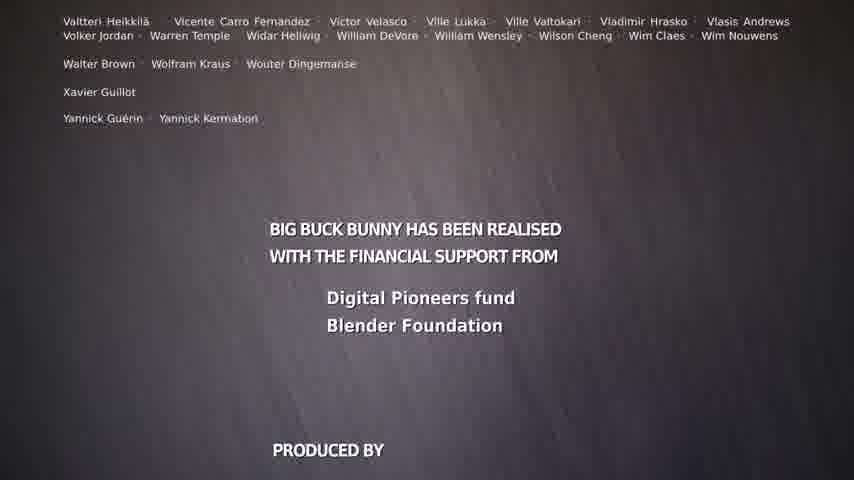 Valtteri Heikkilä · Vicente Carro Fernandez · Victor Velasco · Ville Lukka · Ville Valtokari · Vladimir Hrasko · Vlasis Andrews
Volker Jordan · Warren Temple · Widar Hellwig · William DeVore · William Wensley · Wilson Cheng · Wim Claes · Wim Nouwens
Walter Brown · Wolfram Kraus · Wouter Dingemanse
Xavier Guillot
Yannick Guérin · Yannick Kermabon
BIG BUCK BUNNY HAS BEEN REALISED
WITH THE FINANCIAL SUPPORT FROM
Digital Pioneers fund
Blender Foundation
PRODUCED BY